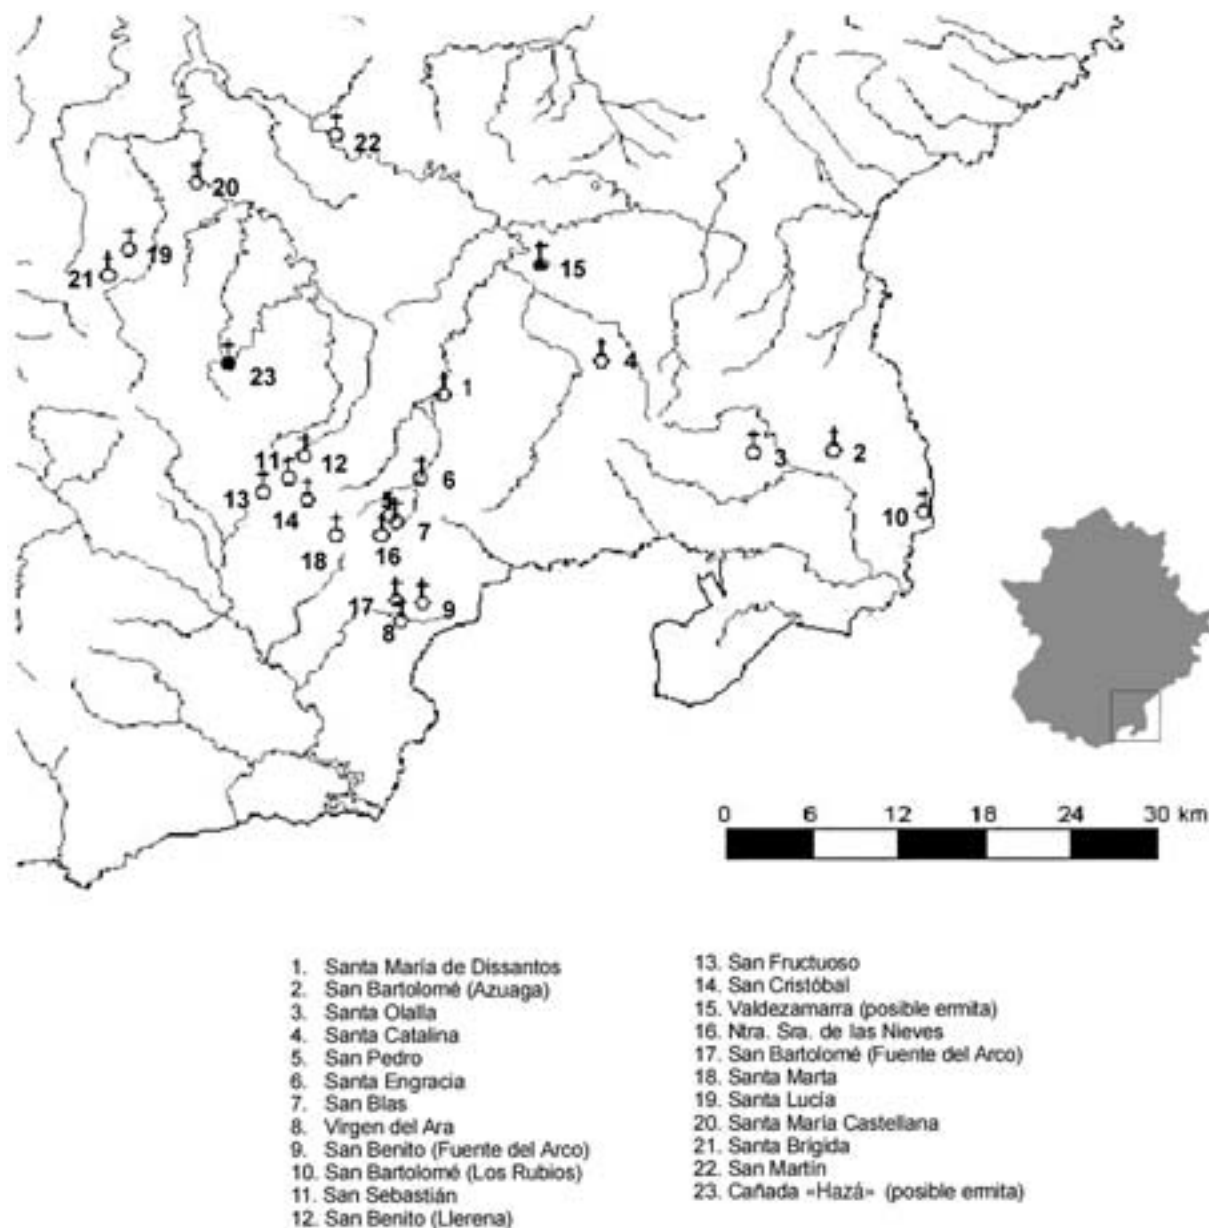 22
20
19
21
15
23
4
1
11
12
3
2
6
13
5
14
10
7
18
16
17
9
8
0 6 12 18 24 30 km
1. Santa María de Dissantos
2. San Bartolomé (Azuaga)
3. Santa Olalla
4. Santa Catalina
5. San Pedro
6. Santa Engracia
7. San Blas
8. Virgen del Ara
9. San Benito (Fuente del Arco)
10. San Bartolomé (Los Rubios)
11. San Sebastián
12. San Benito (Llerena)
13. San Fructuoso
14. San Cristóbal
15. Valdezamarra (posible ermita)
16. Ntra. Sra. de las Nieves
17. San Bartolomé (Fuente del Arco)
18. Santa Marta
19. Santa Lucía
20. Santa María Castellana
21. Santa Brígida
22. San Martín
23. Cañada «Hazá» (posible ermita)